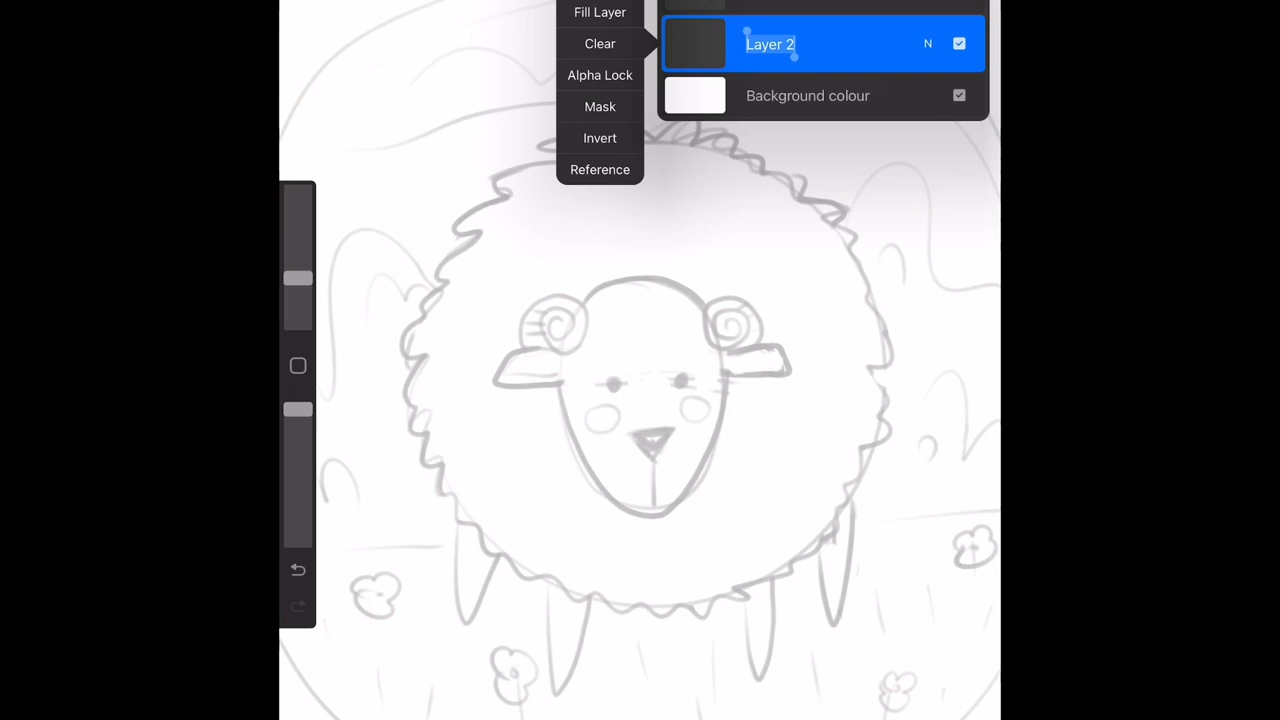 Fill Layer
Clear
Alpha Lock
Mask
Invert
Reference
Layer 2
N
Background colour